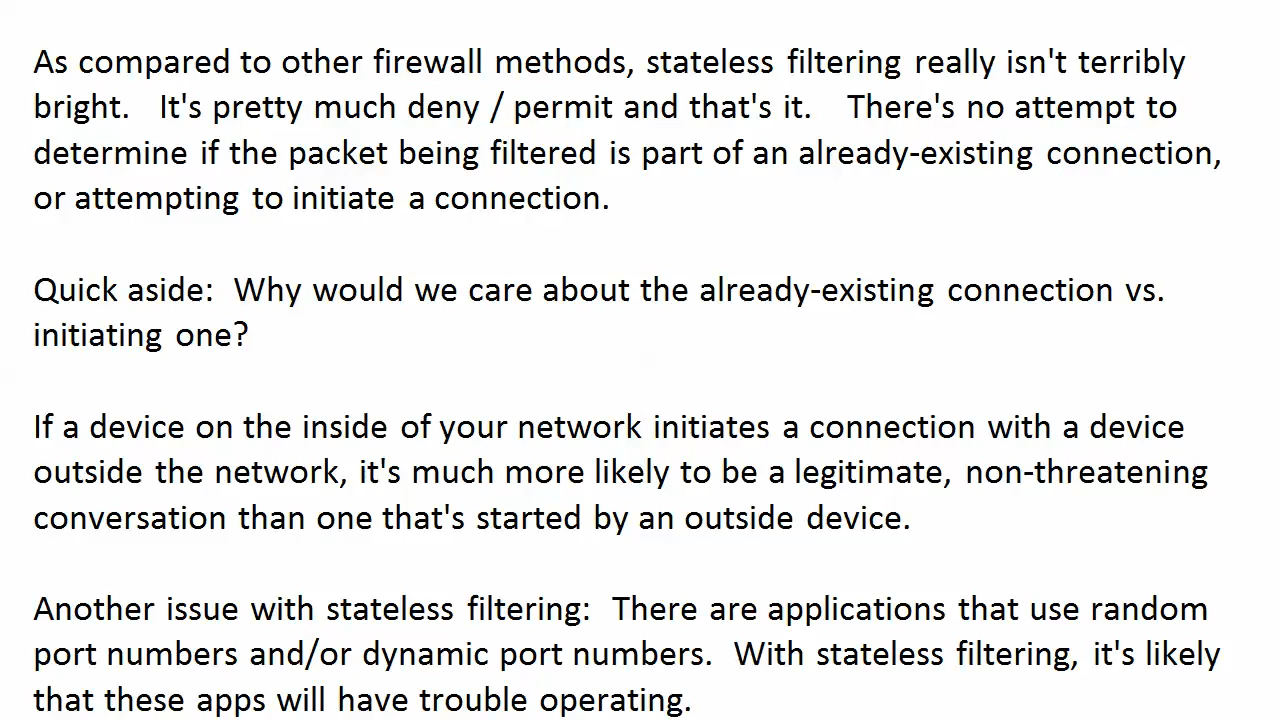 As compared to other firewall methods, stateless filtering really isn't terribly
bright. It's pretty much deny / permit and that's it. There's no attempt to
determine if the packet being filtered is part of an already-existing connection,
or attempting to initiate a connection.
Quick aside: Why would we care about the already-existing connection vs.
initiating one?
If a device on the inside of your network initiates a connection with a device
outside the network, it's much more likely to be a legitimate, non-threatening
conversation than one that's started by an outside device.
Another issue with stateless filtering: There are applications that use random
port numbers and/or dynamic port numbers. With stateless filtering, it's likely
that these apps will have trouble operating.